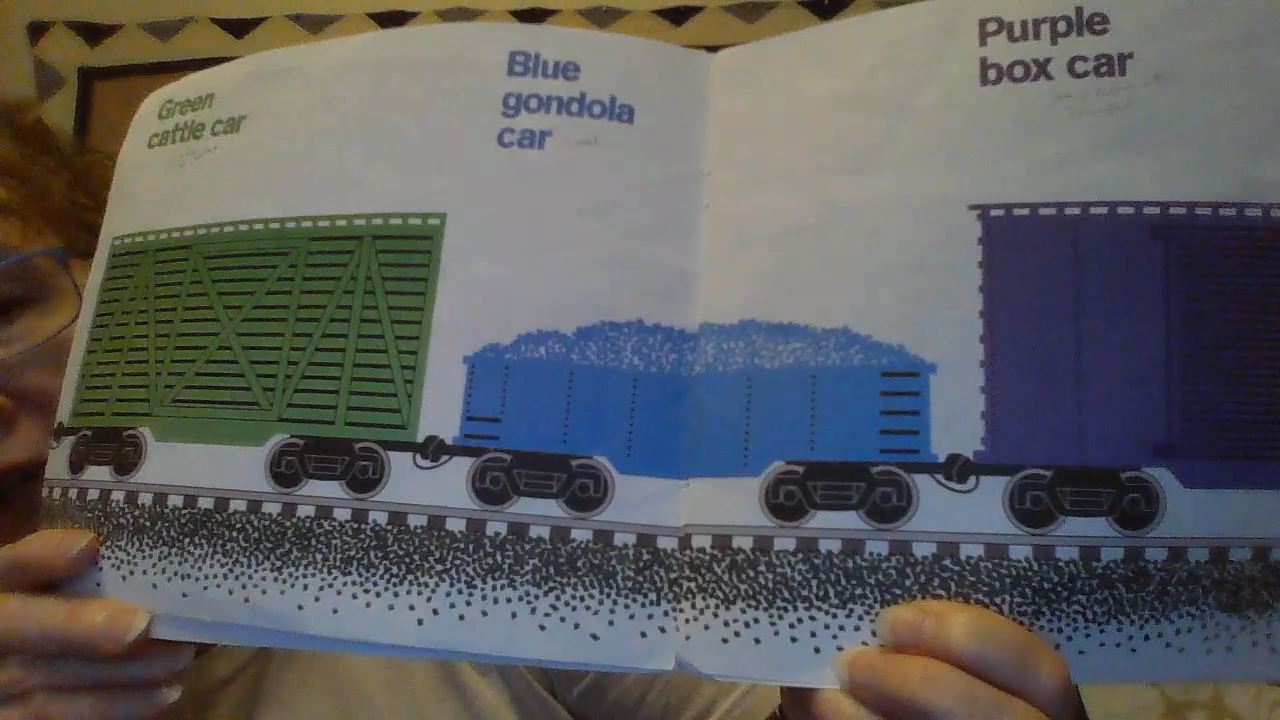 Green
cattle car
Blue
gondola
car
Purple
box car